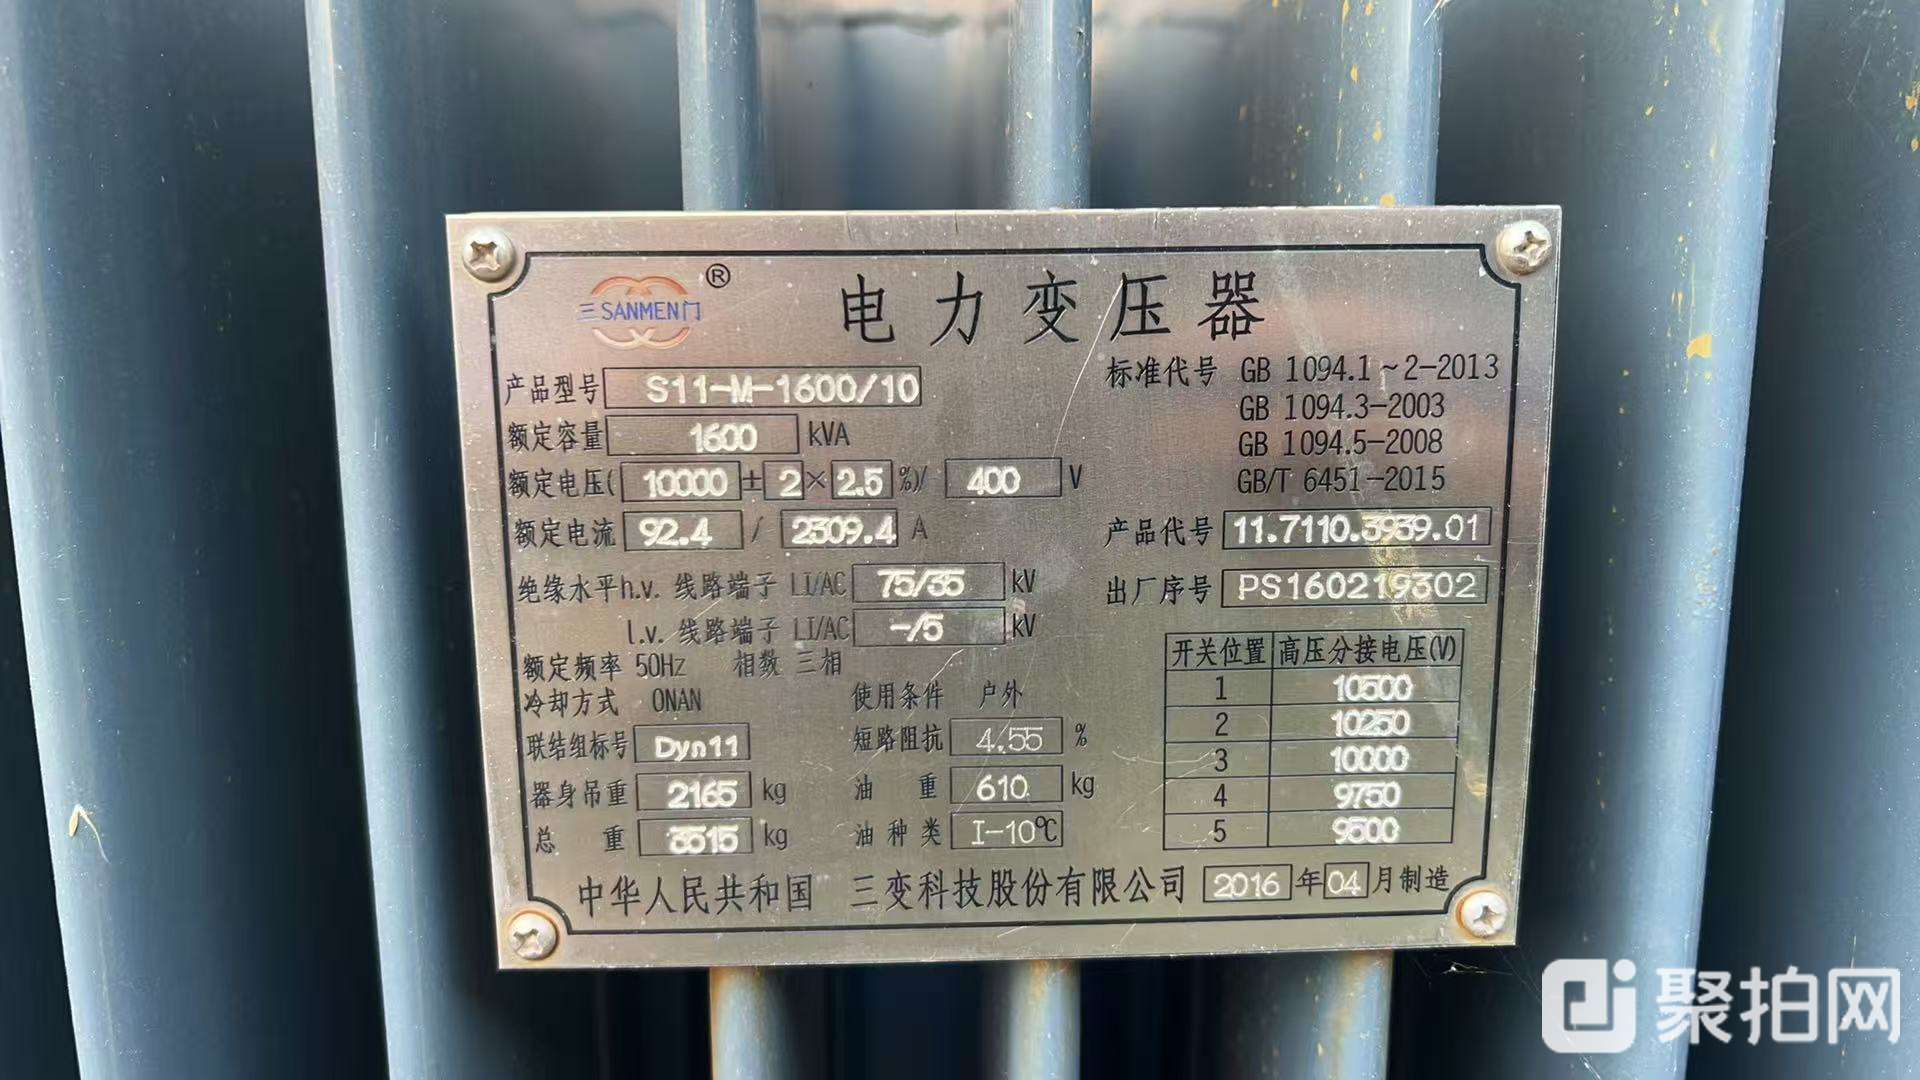 三SANMEN门®
电力变压器
产品型号 S11-M-1600/10
标准代号 GB 1094.1~2-2013
GB 1094.3-2003
GB 1094.5-2008
GB/T 6451-2015
额定容量 1600 kVA
额定电压( 10000 ± 2 × 2.5 %)/ 400 V
额定电流 92.4 / 2309.4 A
产品代号 11.7110.3939.01
绝缘水平h.v. 线路端子 LI/AC 75/35 kV
出厂序号 PS160219302
l.v. 线路端子 LI/AC -/5 kV
额定频率 50Hz 相数 三相
冷却方式 ONAN 使用条件 户外
联结组标号 Dyn11 短路阻抗 4.55 %
器身吊重 2165 kg 油重 610 kg
总重 3515 kg 油种类 I-10℃
开关位置 高压分接电压(V)
1 10500
2 10250
3 10000
4 9750
5 9500
中华人民共和国 三变科技股份有限公司 2016 年 04 月制造
聚拍网